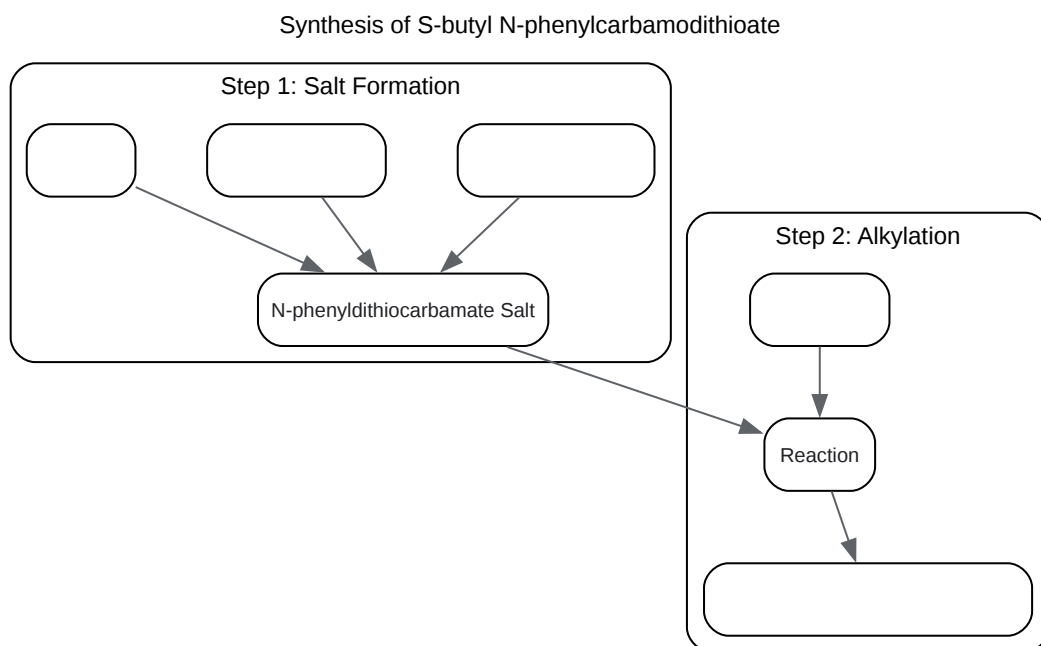 Synthesis of S-butyl N-phenylcarbamodithioate
Step 1: Salt Formation
N-phenyldithiocarbamate Salt
Step 2: Alkylation
Reaction